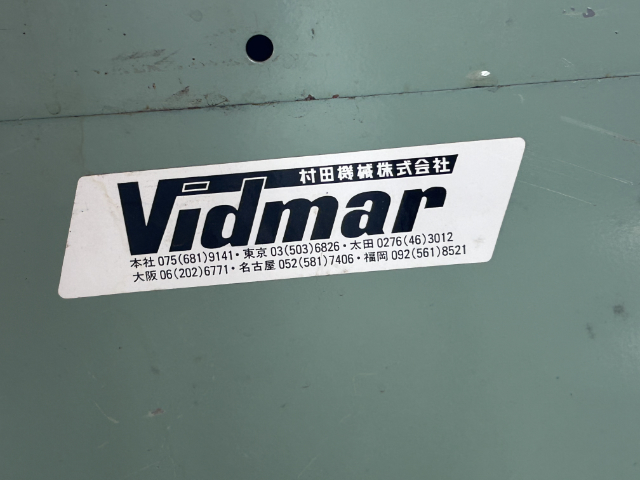 村田機械株式会社
Vidmar
本社 075(681)9141・東京 03(503)6826・太田 0276(46)3012
大阪 06(202)6771・名古屋 052(581)7406・福岡 092(561)8521